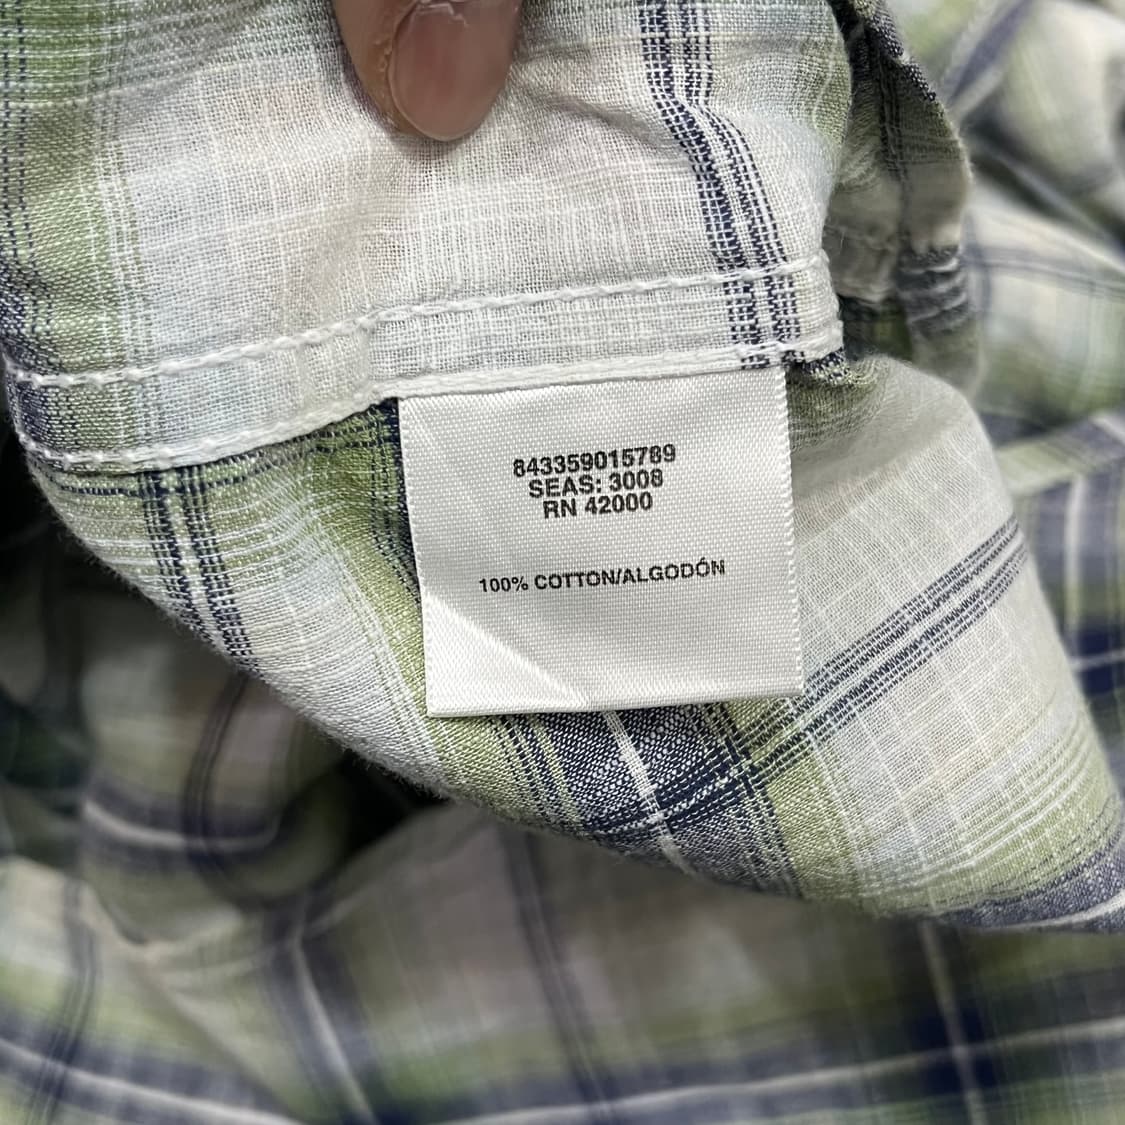 843359015789
SEAS: 3008
RN 42000
100% COTTON/ALGODÓN